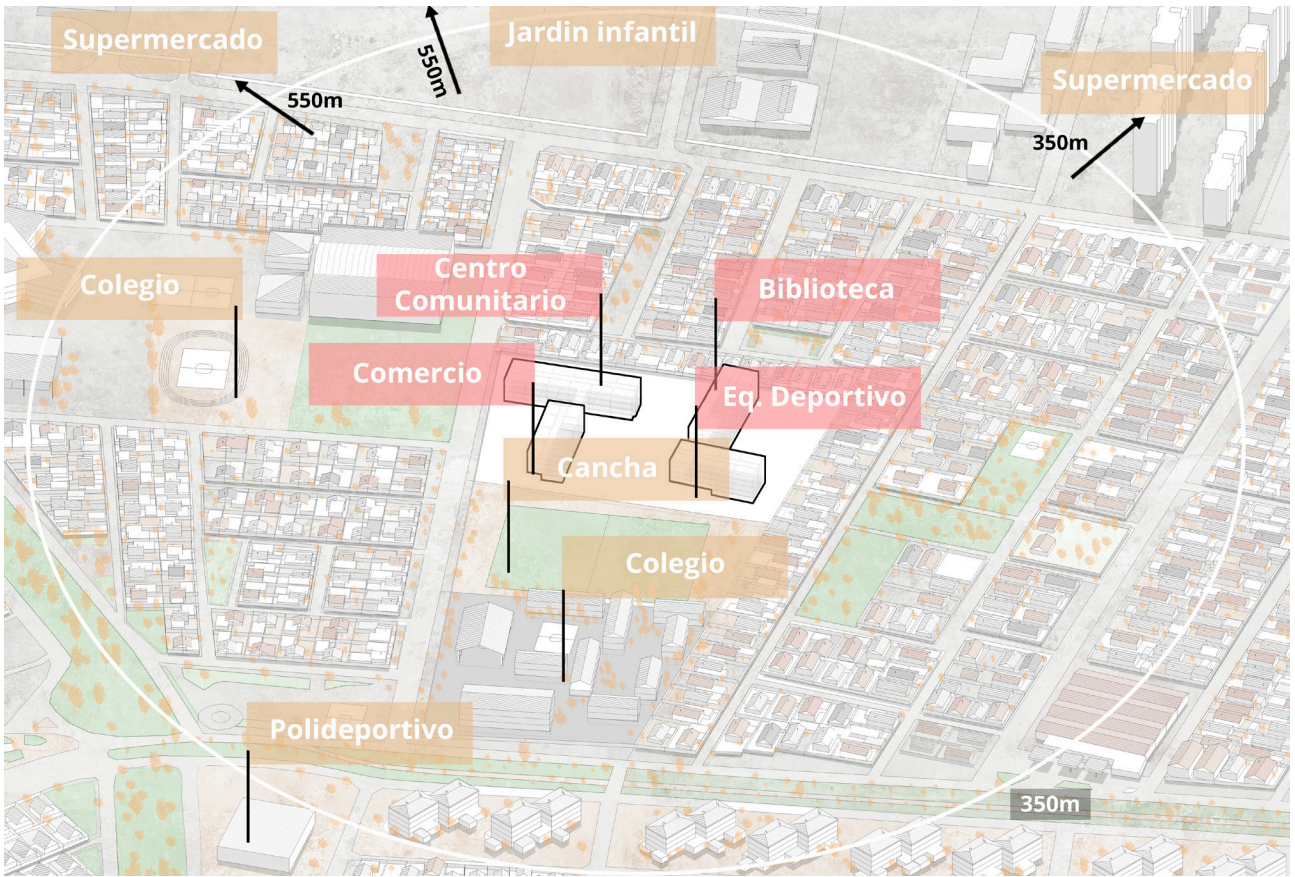 Supermercado
550m
550m
Jardin infantil
Supermercado
350m
Colegio
Centro
Comunitario
Biblioteca
Comercio
Eq. Deportivo
Cancha
Colegio
Polideportivo
350m